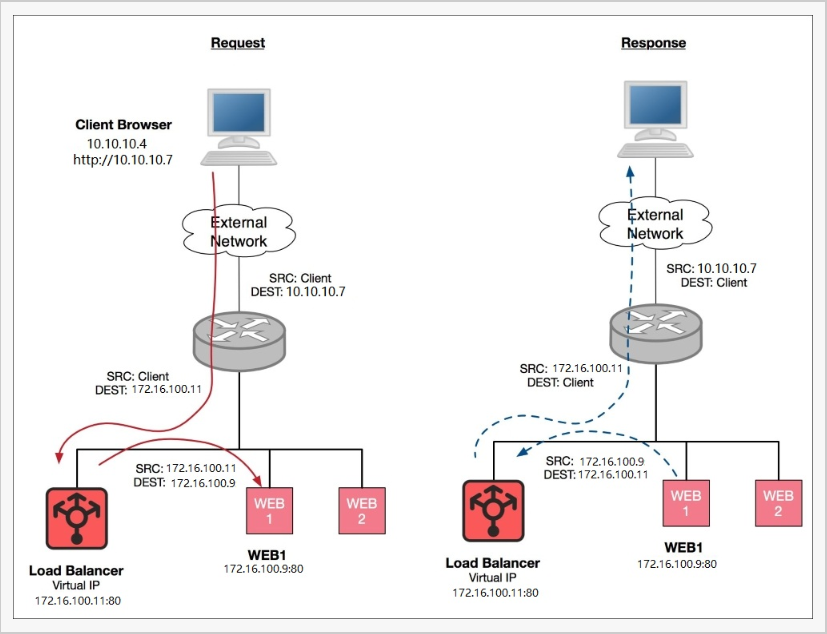 Request
Client Browser
10.10.10.4
http://10.10.10.7
External
Network
SRC: Client
DEST: 10.10.10.7
SRC: Client
DEST: 172.16.100.11
SRC: 172.16.100.11
DEST: 172.16.100.9
WEB
1
WEB
2
Load Balancer
Virtual IP
172.16.100.11:80
WEB1
172.16.100.9:80
Response
External
Network
SRC: 10.10.10.7
DEST: Client
SRC: 172.16.100.11
DEST: Client
SRC: 172.16.100.9
DEST: 172.16.100.11
WEB
1
WEB
2
Load Balancer
Virtual IP
172.16.100.11:80
WEB1
172.16.100.9:80